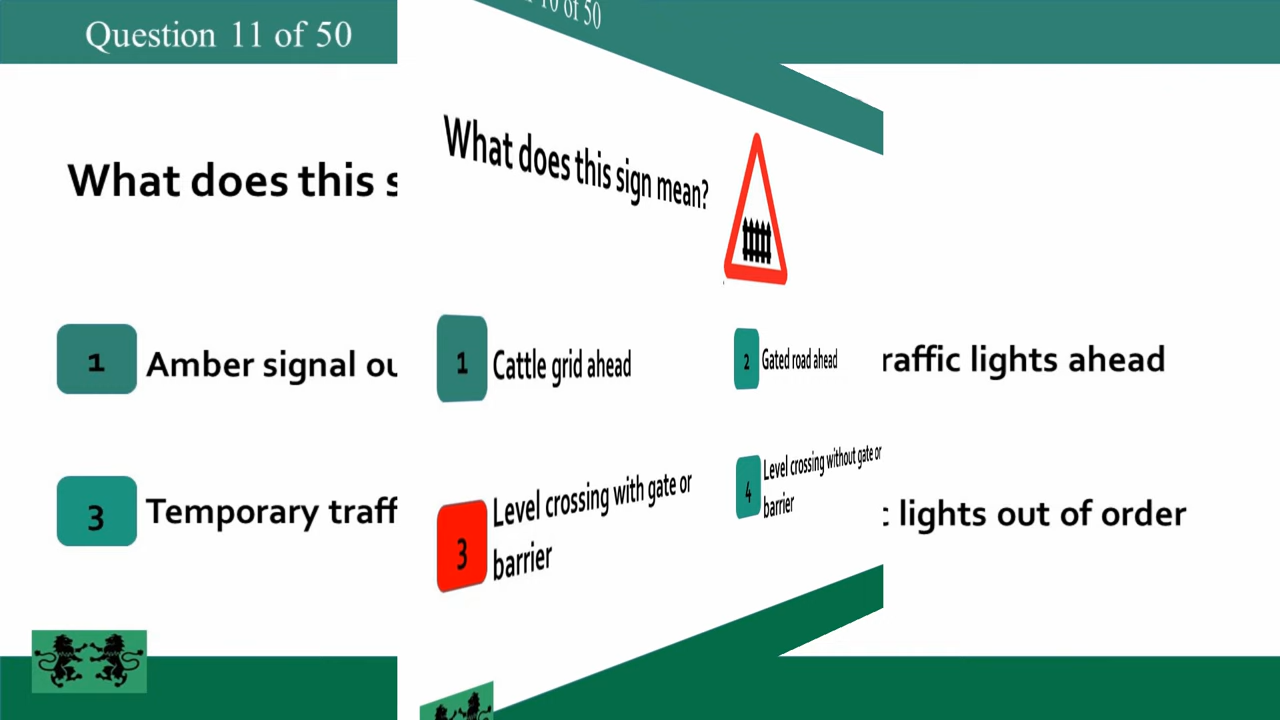 Question 11 of 50
10 of 50
What does this s
What does this sign mean?
1 Amber signal ou
1 Cattle grid ahead
2 Gated road ahead
raffic lights ahead
3 Temporary traff
3 Level crossing with gate or
barrier
4 Level crossing without gate or
barrier
lights out of order